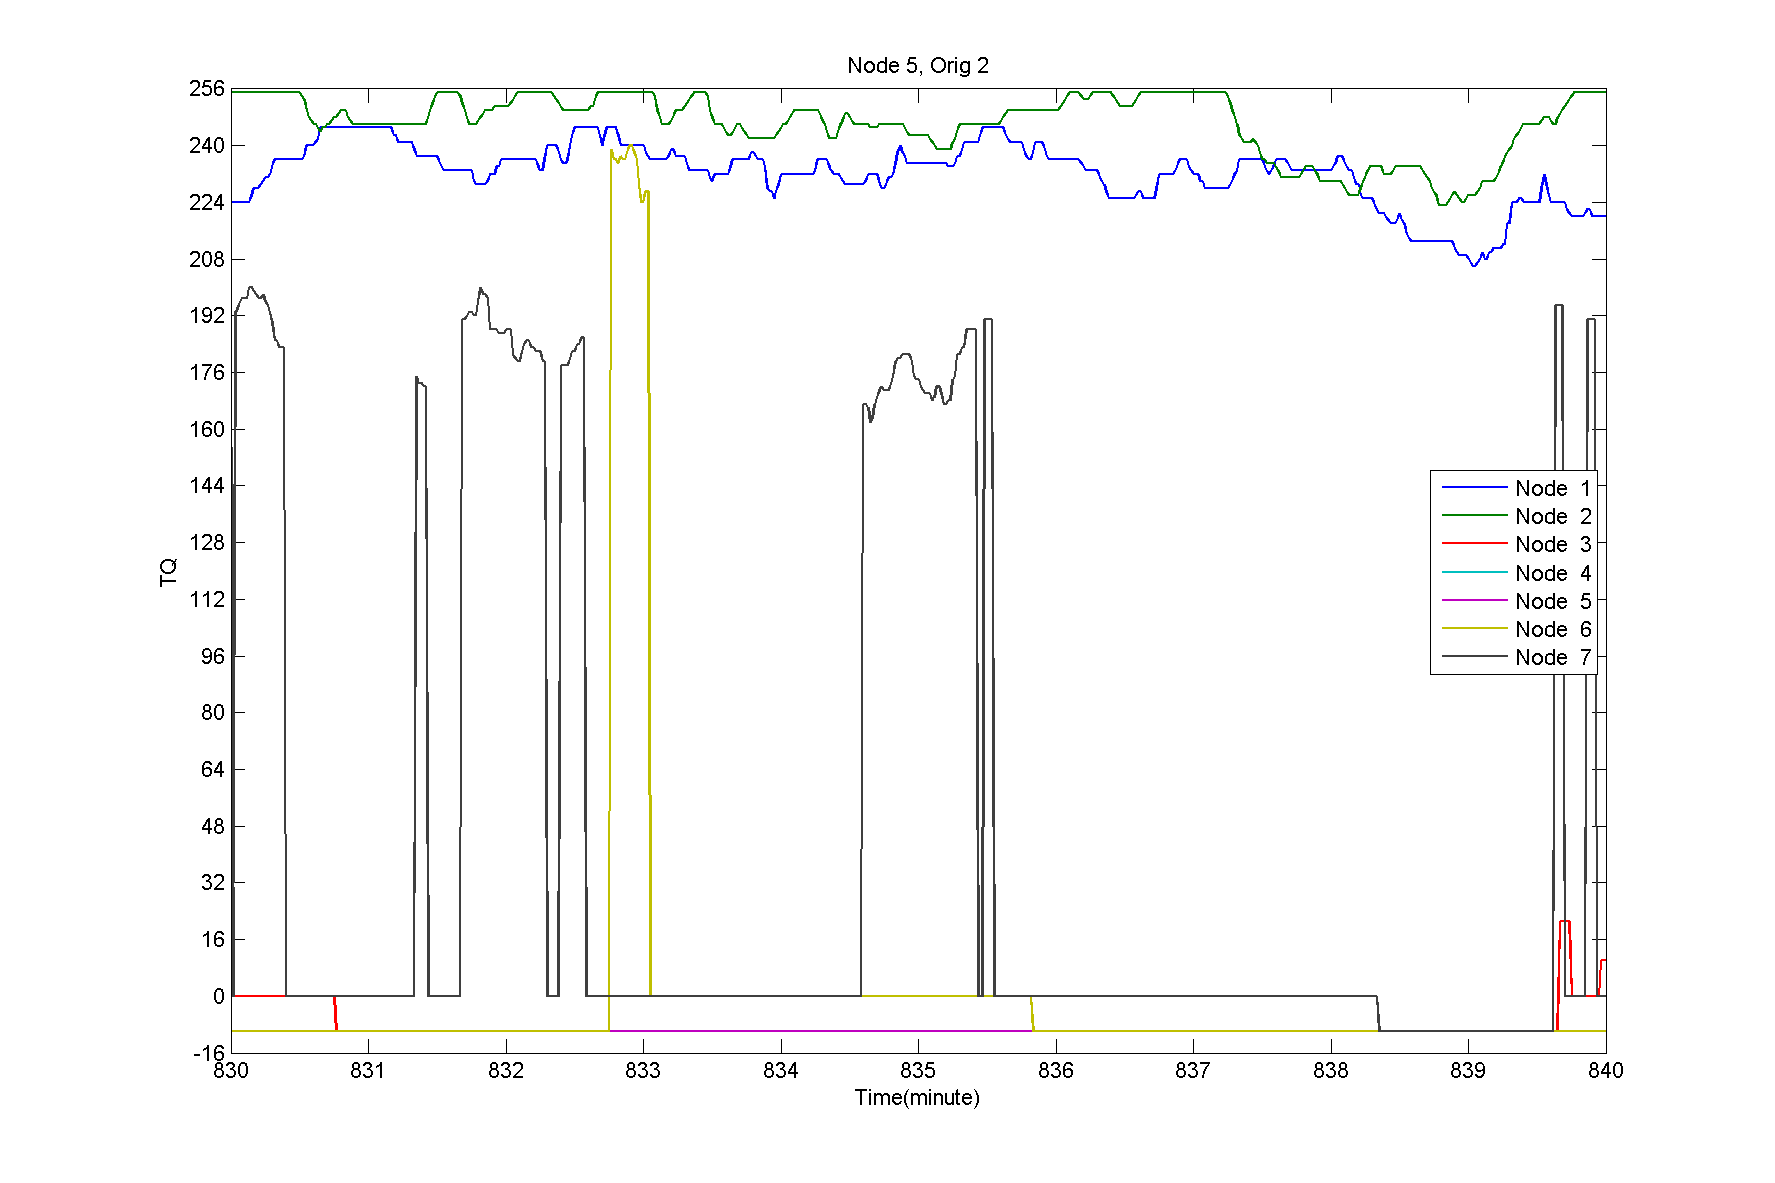 Node 5, Orig 2
256
240
224
208
192
176
160
144
128
112
96
80
64
48
32
16
0
-16
TQ
Node 1
Node 2
Node 3
Node 4
Node 5
Node 6
Node 7
830 831 832 833 834 835 836 837 838 839 840
Time(minute)